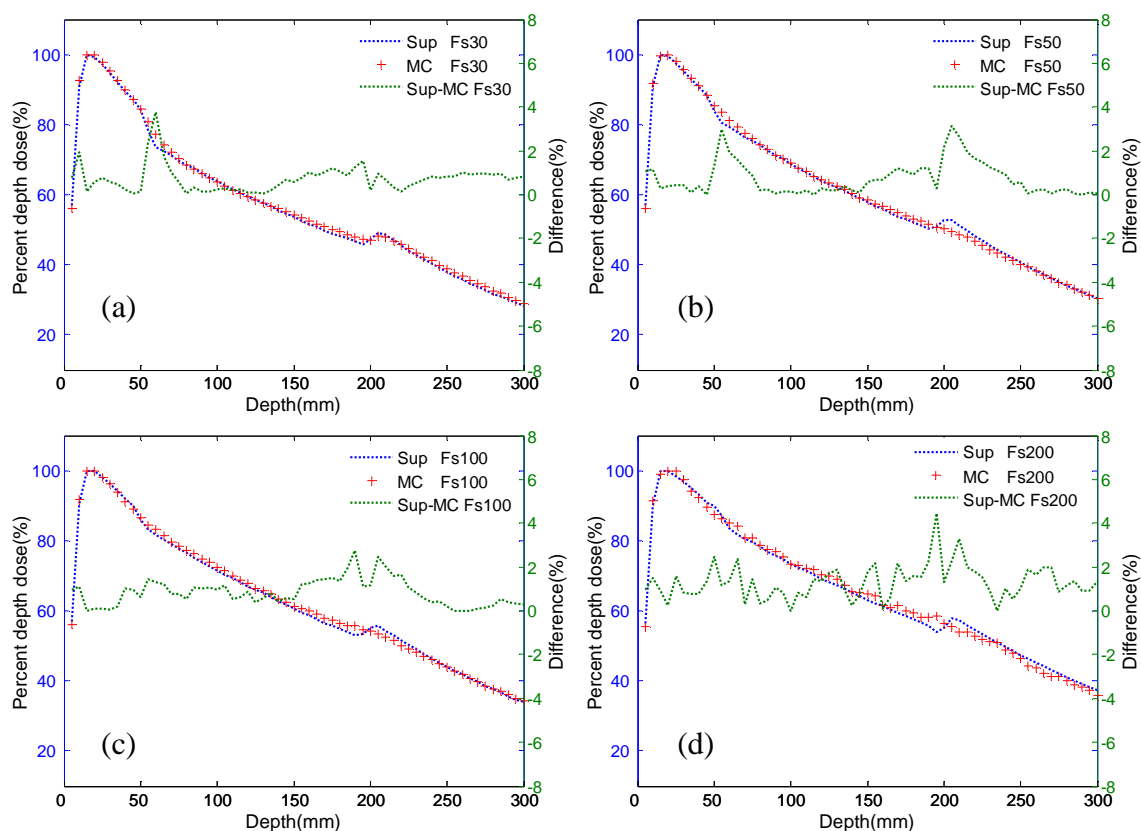 8
100
80
60
40
20
Percent depth dose(%)
Sup Fs30
MC Fs30
Sup-MC Fs30
6
4
2
0
-2
-4
-6
-8
Difference(%)
(a)
0 50 100 150 200 250 300
Depth(mm)
8
100
80
60
40
20
Percent depth dose(%)
Sup Fs50
MC Fs50
Sup-MC Fs50
6
4
2
0
-2
-4
-6
-8
Difference(%)
(b)
0 50 100 150 200 250 300
Depth(mm)
8
100
80
60
40
20
Percent depth dose(%)
Sup Fs100
MC Fs100
Sup-MC Fs100
6
4
2
0
-2
-4
-6
-8
Difference(%)
(c)
0 50 100 150 200 250 300
Depth(mm)
8
100
80
60
40
20
Percent depth dose(%)
Sup Fs200
MC Fs200
Sup-MC Fs200
6
4
2
0
-2
-4
-6
-8
Difference(%)
(d)
0 50 100 150 200 250 300
Depth(mm)